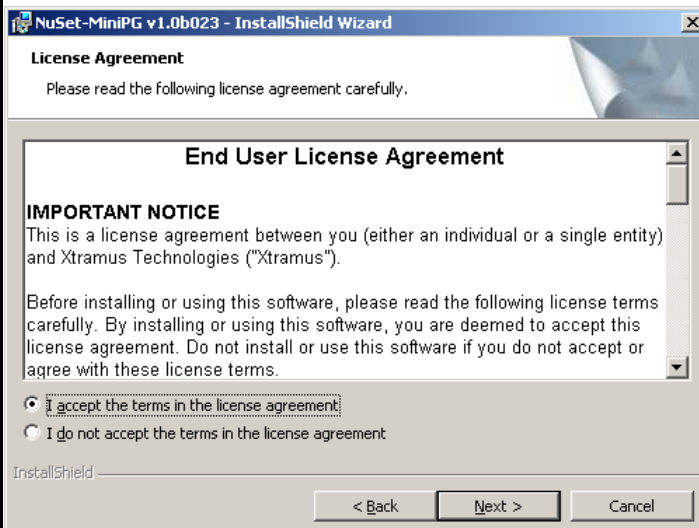 NuSet-MiniPG v1.0b023 - InstallShield Wizard
License Agreement
Please read the following license agreement carefully.
End User License Agreement
IMPORTANT NOTICE
This is a license agreement between you (either an individual or a single entity)
and Xtramus Technologies ("Xtramus").
Before installing or using this software, please read the following license terms
carefully. By installing or using this software, you are deemed to accept this
license agreement. Do not install or use this software if you do not accept or
agree with these license terms.
I accept the terms in the license agreement
I do not accept the terms in the license agreement
InstallShield
< Back
Next >
Cancel